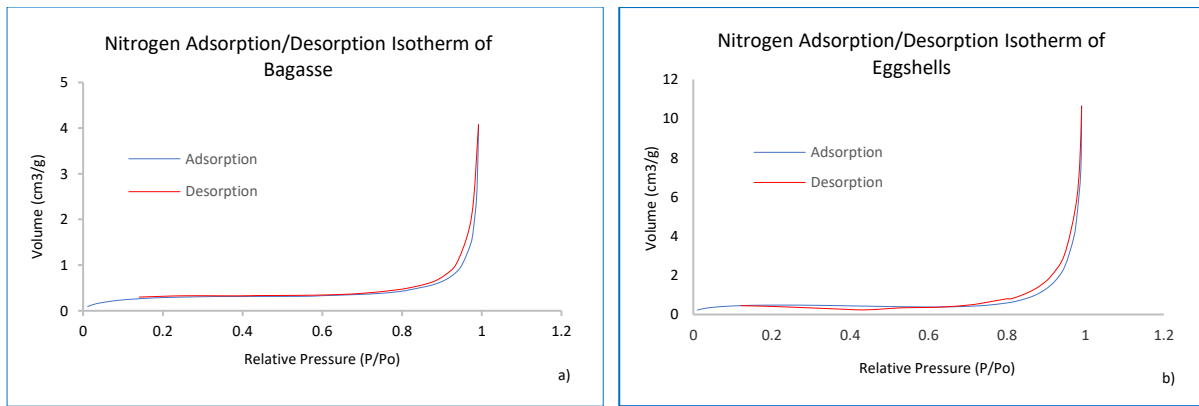 Nitrogen Adsorption/Desorption Isotherm of
Bagasse
5
4
3
2
1
0
Volume (cm3/g)
Adsorption
Desorption
0 0.2 0.4 0.6 0.8 1 1.2
Relative Pressure (P/Po)
a)
Nitrogen Adsorption/Desorption Isotherm of
Eggshells
12
10
8
6
4
2
0
Volume (cm3/g)
Adsorption
Desorption
0 0.2 0.4 0.6 0.8 1 1.2
Relative Pressure (P/Po)
b)